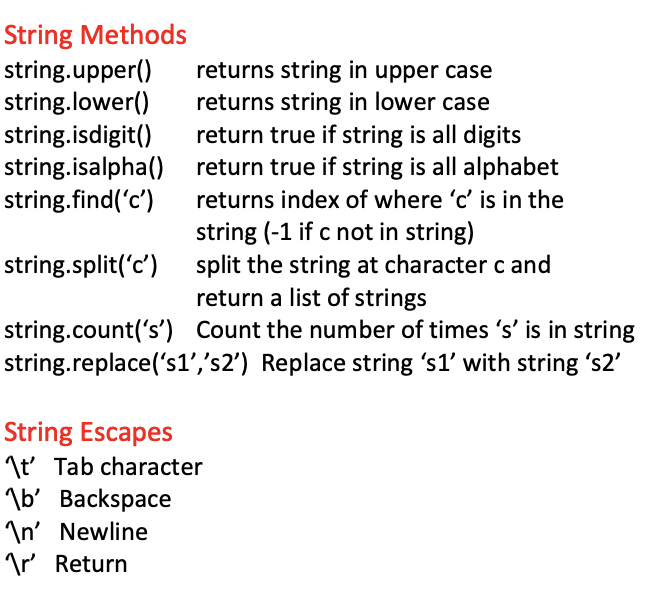 String Methods
string.upper() returns string in upper case
string.lower() returns string in lower case
string.isdigit() return true if string is all digits
string.isalpha() return true if string is all alphabet
string.find(‘c’) returns index of where ‘c’ is in the
string (-1 if c not in string)
string.split(‘c’) split the string at character c and
return a list of strings
string.count(‘s’) Count the number of times ‘s’ is in string
string.replace(‘s1’,’s2’) Replace string ‘s1’ with string ‘s2’
String Escapes
‘\t’ Tab character
‘\b’ Backspace
‘\n’ Newline
‘\r’ Return